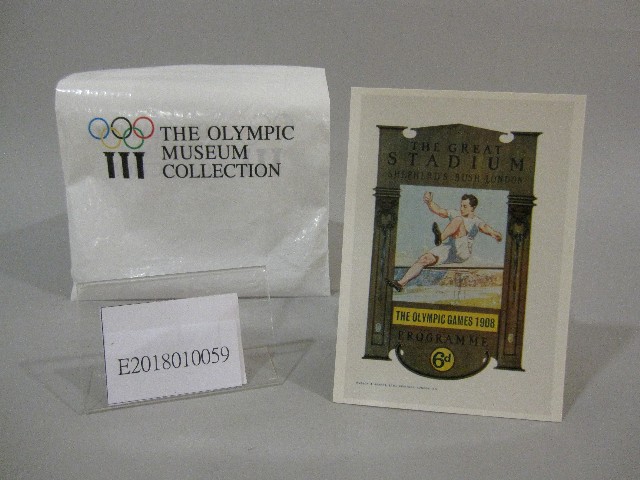 THE OLYMPIC
MUSEUM
COLLECTION
E2018010059
THE GREAT
STADIUM
SHEPHERD'S BUSH LONDON
THE OLYMPIC GAMES 1908
PROGRAMME
6d